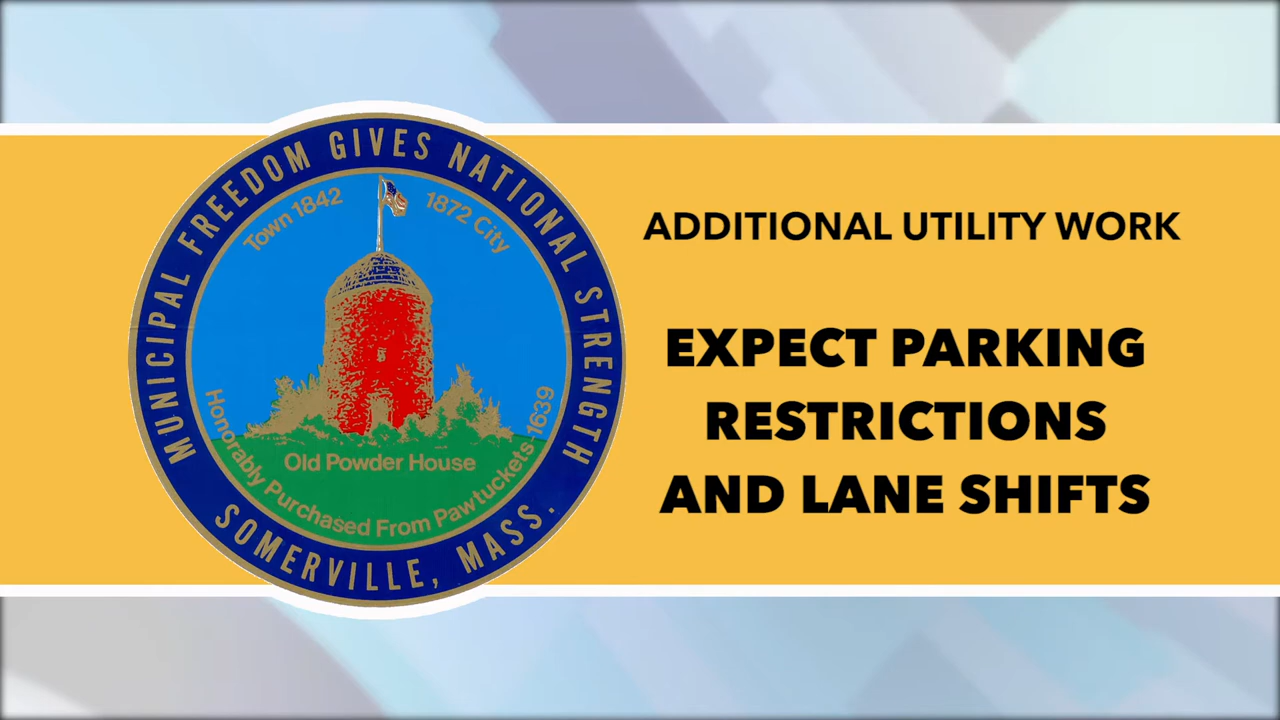 MUNICIPAL FREEDOM GIVES NATIONAL STRENGTH
Town 1842
1872 City
Old Powder House
Honorably Purchased From Pawtuckets 1639
SOMERVILLE, MASS.
ADDITIONAL UTILITY WORK
EXPECT PARKING
RESTRICTIONS
AND LANE SHIFTS